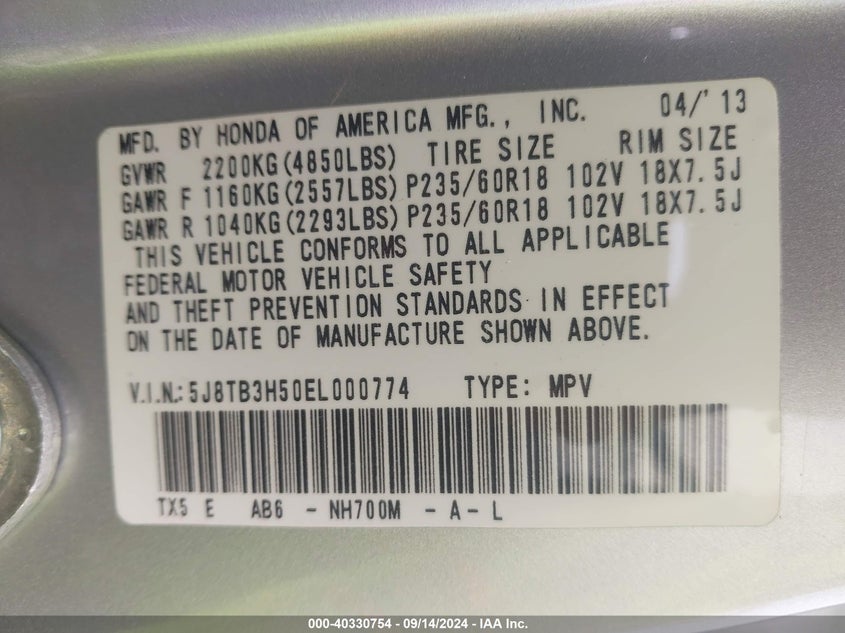 MFD. BY HONDA OF AMERICA MFG., INC. 04/'13
GVWR 2200KG(4850LBS) TIRE SIZE RIM SIZE
GAWR F 1160KG(2557LBS) P235/60R18 102V 18X7.5J
GAWR R 1040KG(2293LBS) P235/60R18 102V 18X7.5J
THIS VEHICLE CONFORMS TO ALL APPLICABLE
FEDERAL MOTOR VEHICLE SAFETY
AND THEFT PREVENTION STANDARDS IN EFFECT
ON THE DATE OF MANUFACTURE SHOWN ABOVE.
V.I.N.: 5J8TB3H50EL000774 TYPE: MPV
TX5 E AB6 - NH700M - A - L
000-40330754 - 09/14/2024 - IAA Inc.